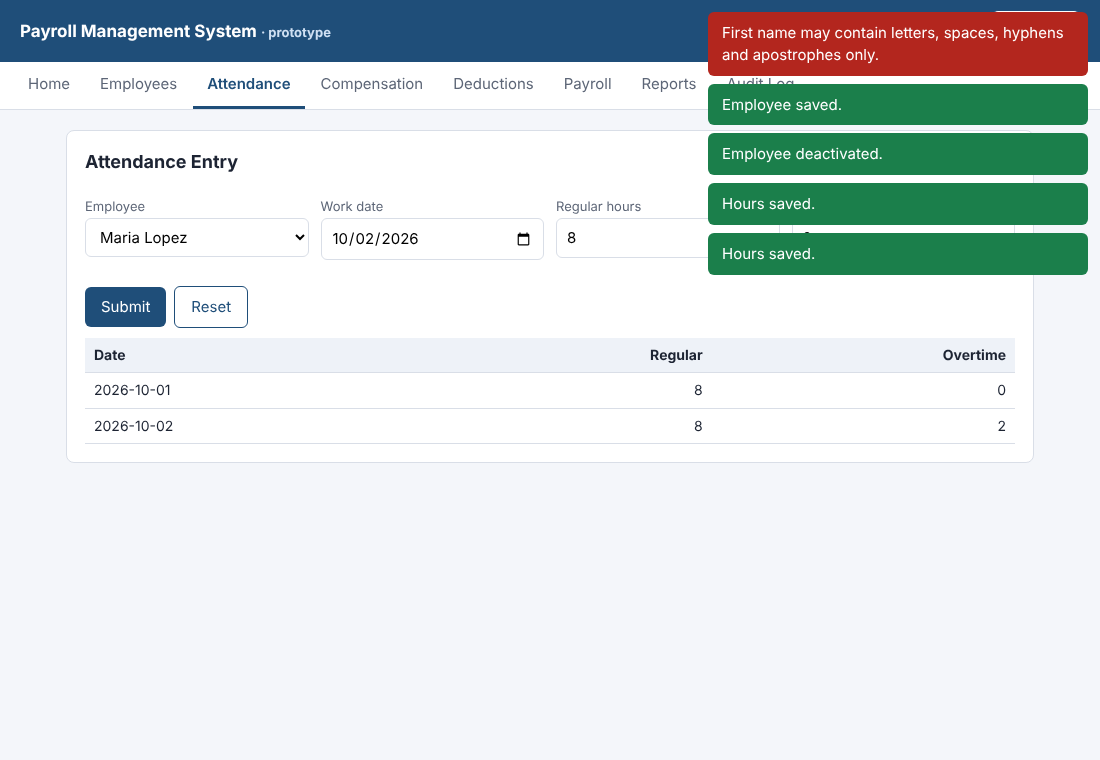 Payroll Management System · prototype
First name may contain letters, spaces, hyphens
and apostrophes only.
Home Employees Attendance Compensation Deductions Payroll Reports Audit Log
Employee saved.
Employee deactivated.
Hours saved.
Hours saved.
Attendance Entry
Employee Work date Regular hours
Maria Lopez 10/02/2026 8
Submit Reset
Date Regular Overtime
2026-10-01 8 0
2026-10-02 8 2